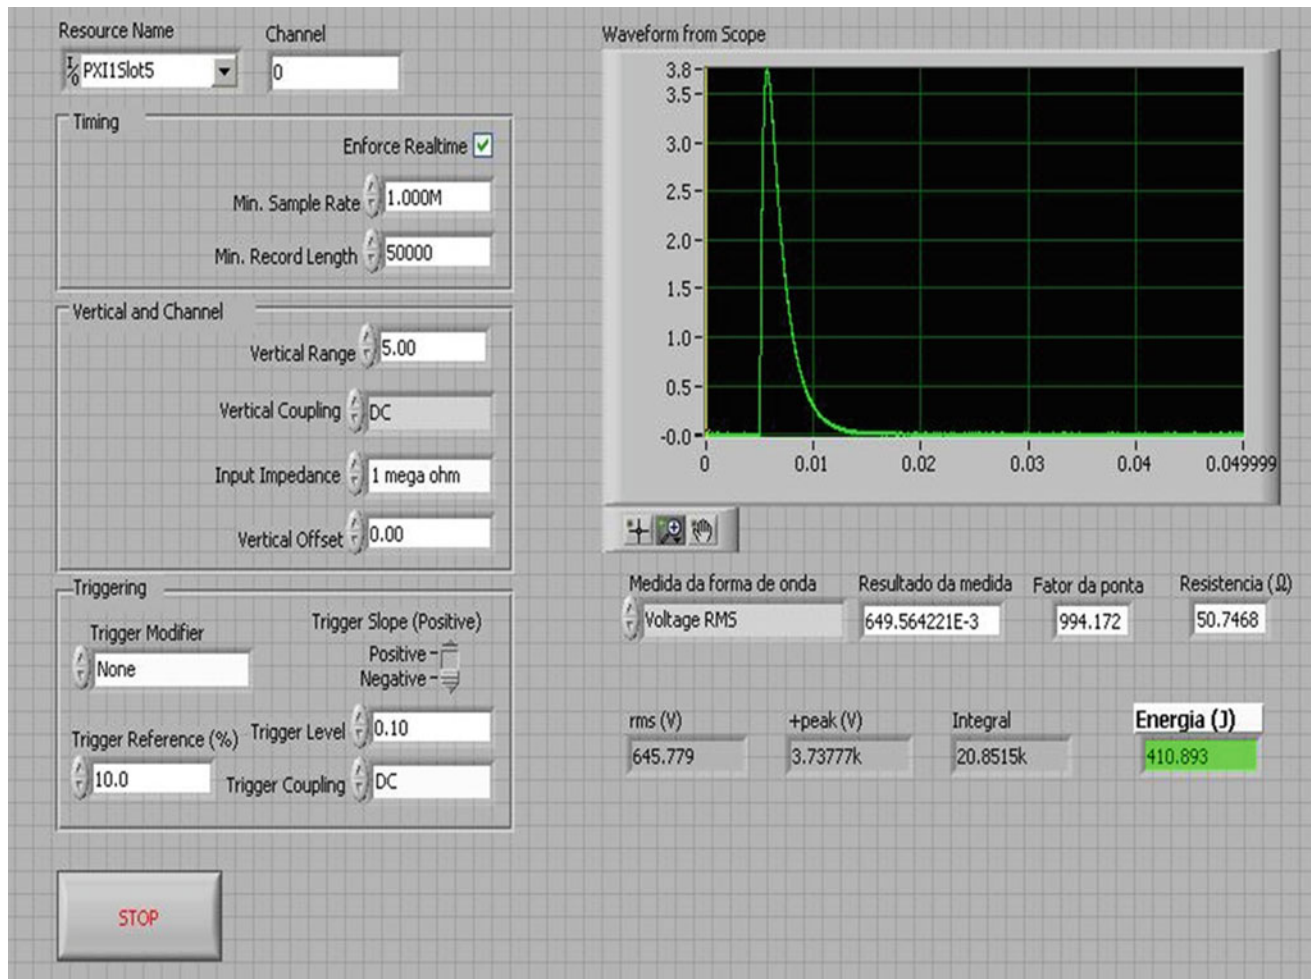 Resource Name
Channel
I/O PXI1Slot5
0
Timing
Enforce Realtime
Min. Sample Rate 1.000M
Min. Record Length 50000
Vertical and Channel
Vertical Range 5.00
Vertical Coupling DC
Input Impedance 1 mega ohm
Vertical Offset 0.00
Triggering
Trigger Modifier
None
Trigger Slope (Positive)
Positive
Negative
Trigger Reference (%)
10.0
Trigger Level 0.10
Trigger Coupling DC
STOP
Waveform from Scope
3.8
3.5
3.0
2.5
2.0
1.5
1.0
0.5
-0.0
0 0.01 0.02 0.03 0.04 0.049999
Medida da forma de onda Resultado da medida Fator da ponta Resistencia (Ω)
Voltage RMS 649.564221E-3 994.172 50.7468
rms (V) +peak (V) Integral Energia (J)
645.779 3.73777k 20.8515k 410.893